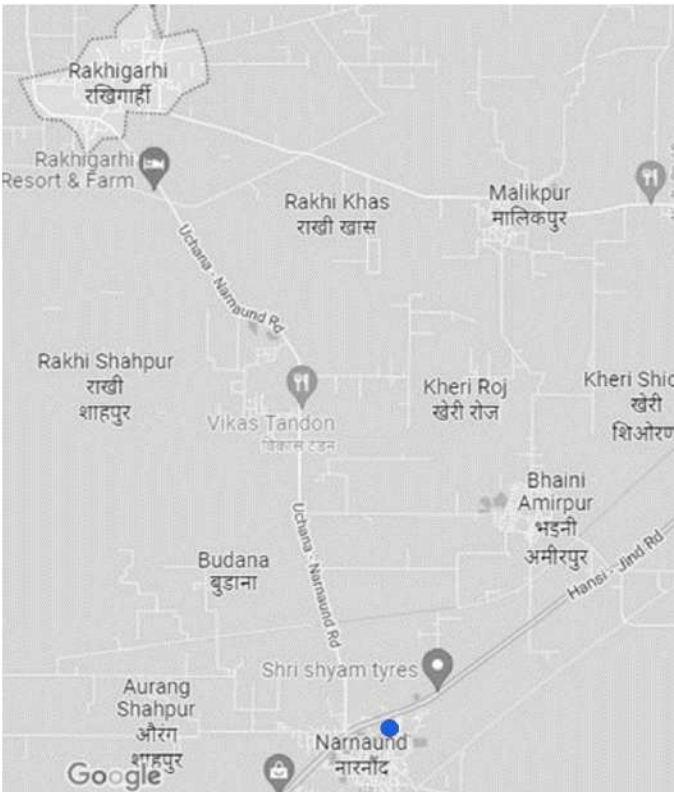 Rakhigarhi
रखिगार्ही
Rakhigarhi
Resort & Farm
Rakhi Khas
राखी खास
Malikpur
मालिकपुर
Uchana - Narnaund Rd
Rakhi Shahpur
राखी
शाहपुर
Vikas Tandon
विकास टंडन
Kheri Roj
खेरी रोज
Kheri Shio
खेरी
शिओरण
Bhaini
Amirpur
भइनी
अमीरपुर
Uchana - Narnaund Rd
Budana
बुडाना
Hansi - Jind Rd
Shri shyam tyres
Aurang
Shahpur
औरंग
शाहपुर
Narnaund
नारनौंद
Google